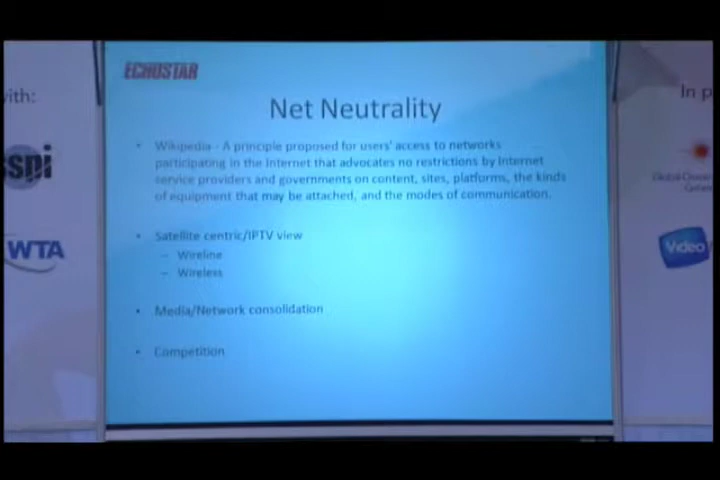 ECHOSTAR
with:
In p
Net Neutrality
• Wikipedia - A principle proposed for users' access to networks
participating in the Internet that advocates no restrictions by Internet
service providers and governments on content, sites, platforms, the kinds
of equipment that may be attached, and the modes of communication.
sspi
• Satellite centric/IPTV view
– Wireline
– Wireless
WTA
Video
• Media/Network consolidation
• Competition